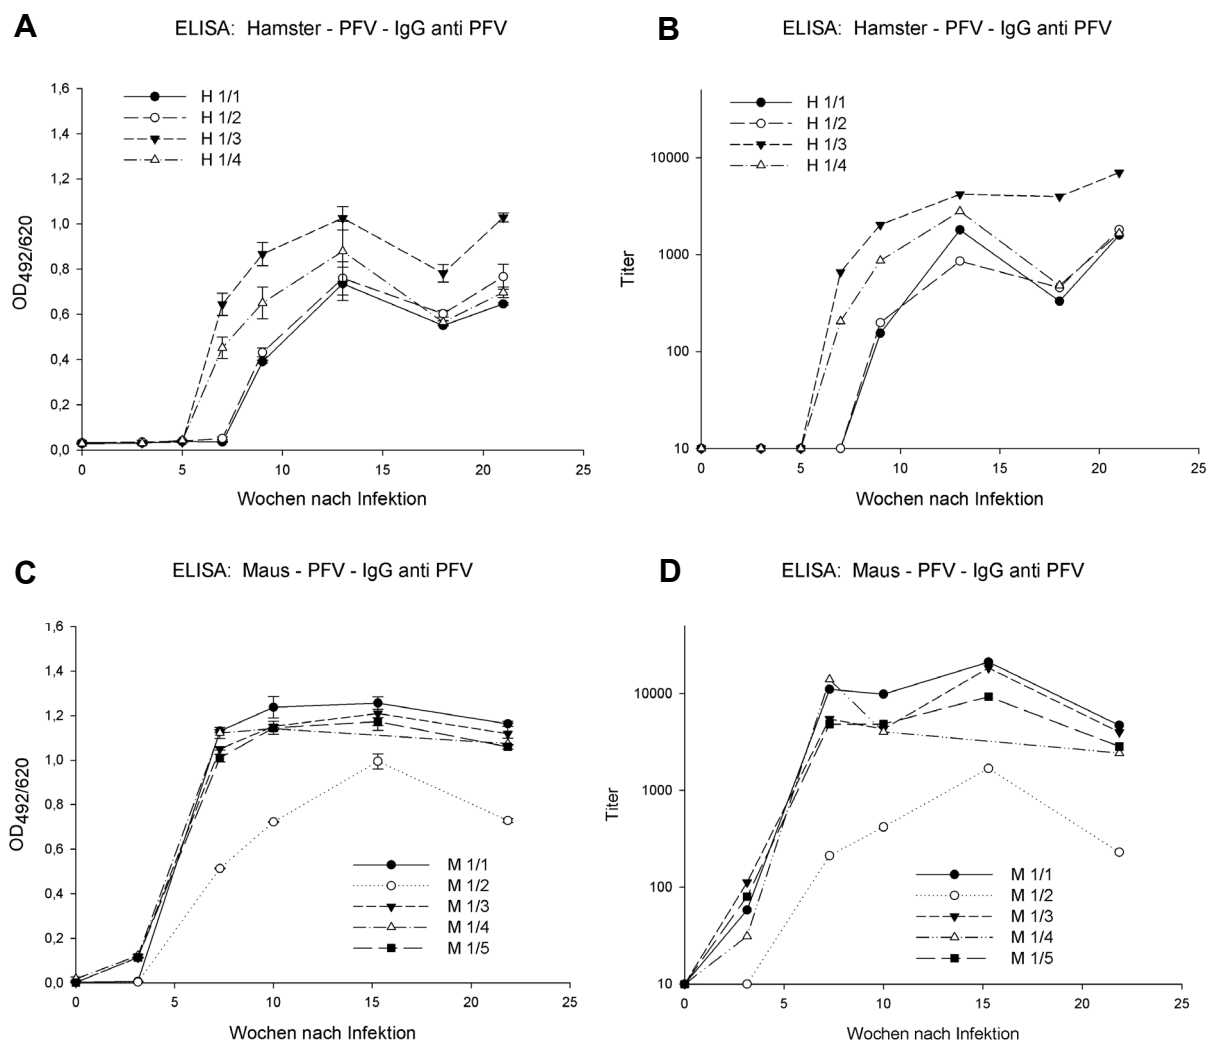 A
ELISA: Hamster - PFV - IgG anti PFV
1,6
1,4
1,2
1,0
0,8
0,6
0,4
0,2
0,0
OD492/620
H 1/1
H 1/2
H 1/3
H 1/4
0 5 10 15 20 25
Wochen nach Infektion
B
ELISA: Hamster - PFV - IgG anti PFV
10000
1000
100
10
Titer
H 1/1
H 1/2
H 1/3
H 1/4
0 5 10 15 20 25
Wochen nach Infektion
C
ELISA: Maus - PFV - IgG anti PFV
1,6
1,4
1,2
1,0
0,8
0,6
0,4
0,2
0,0
OD492/620
M 1/1
M 1/2
M 1/3
M 1/4
M 1/5
0 5 10 15 20 25
Wochen nach Infektion
D
ELISA: Maus - PFV - IgG anti PFV
10000
1000
100
10
Titer
M 1/1
M 1/2
M 1/3
M 1/4
M 1/5
0 5 10 15 20 25
Wochen nach Infektion